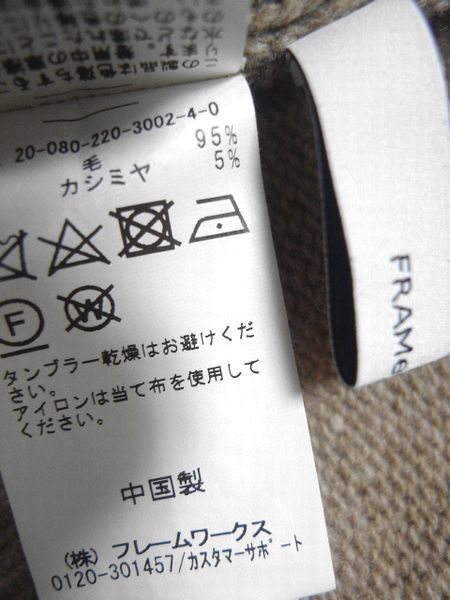 20-080-220-3002-4-0
毛 95%
カシミヤ 5%
F
W
タンブラー乾燥はお避けくだ
さい。
アイロンは当て布を使用して
ください。
中国製
(株) フレームワークス
0120-301457/カスタマーサポート
FRAMe